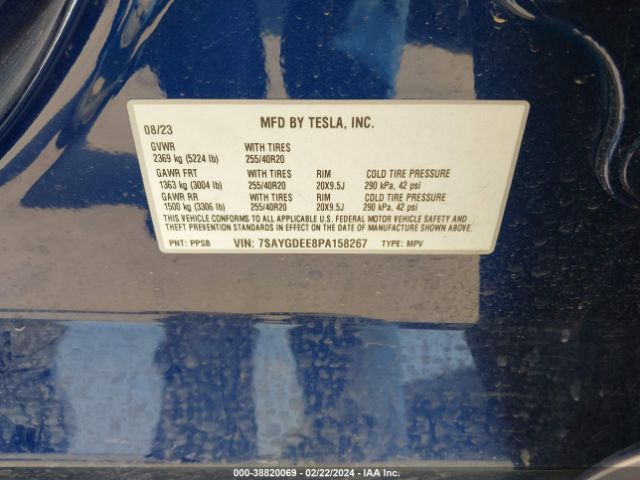 08/23 MFD BY TESLA, INC.
GVWR WITH TIRES
2369 kg (5224 lb) 255/40R20
GAWR FRT WITH TIRES RIM COLD TIRE PRESSURE
1363 kg (3004 lb) 255/40R20 20X9.5J 290 kPa, 42 psi
GAWR RR WITH TIRES RIM COLD TIRE PRESSURE
1500 kg (3306 lb) 255/40R20 20X9.5J 290 kPa, 42 psi
THIS VEHICLE CONFORMS TO ALL APPLICABLE U.S. FEDERAL MOTOR VEHICLE SAFETY AND
THEFT PREVENTION STANDARDS IN EFFECT ON THE DATE OF MANUFACTURE SHOWN ABOVE.
PNT: PPSB VIN: 7SAYGDEE8PA158267 TYPE: MPV
000-38820069 - 02/22/2024 - IAA Inc.